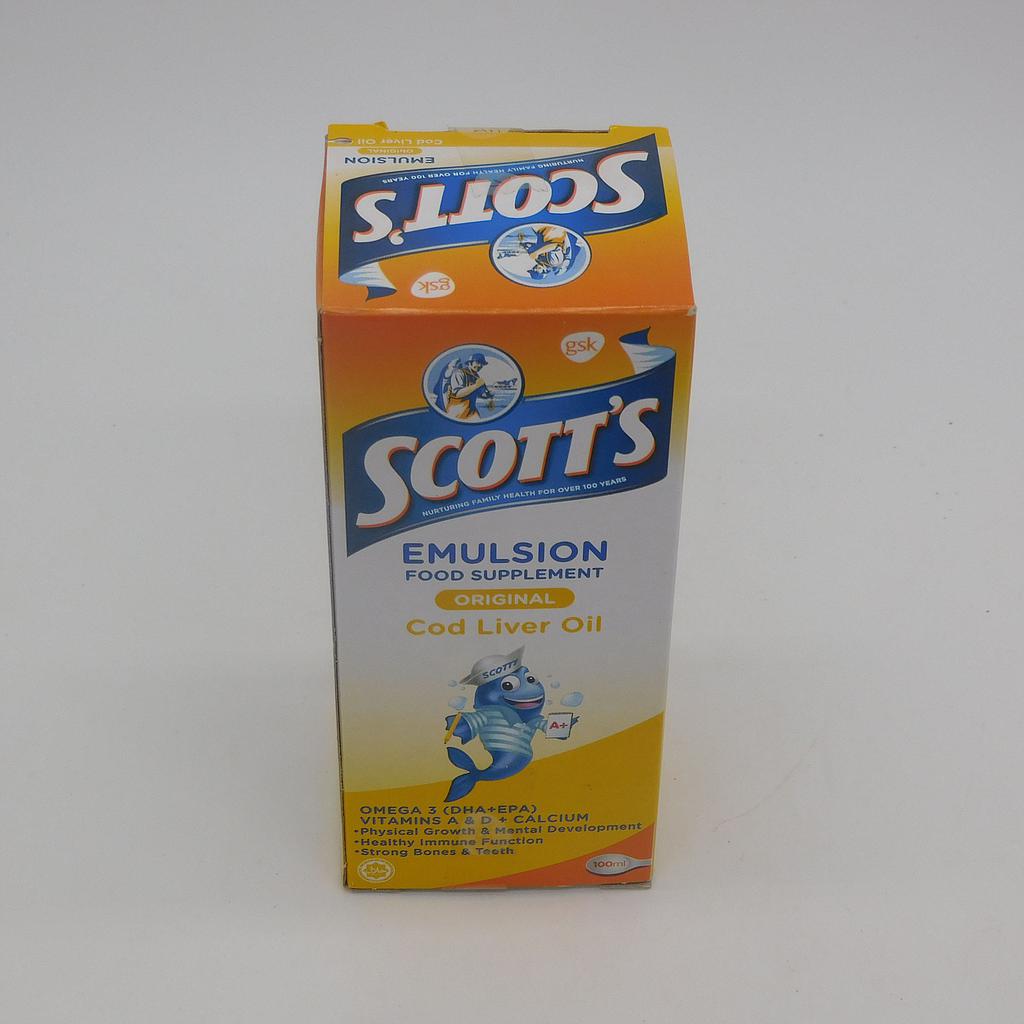 Cod Liver Oil
ORIGINAL
EMULSION
NURTURING FAMILY HEALTH FOR OVER 100 YEARS
SCOTT'S
gsk
gsk
SCOTT'S
NURTURING FAMILY HEALTH FOR OVER 100 YEARS
EMULSION
FOOD SUPPLEMENT
ORIGINAL
Cod Liver Oil
SCOTT'S
A+
OMEGA 3 (DHA+EPA)
VITAMINS A & D + CALCIUM
•Physical Growth & Mental Development
•Healthy Immune Function
•Strong Bones & Teeth
حلال
100ml